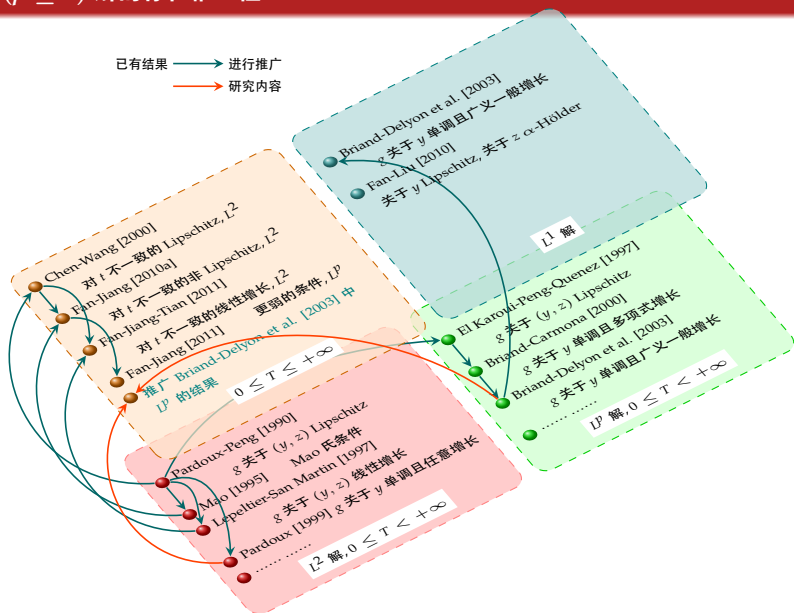 已有结果 进行推广
研究内容
Briand-Delyon et al. [2003]
g 关于 y 单调且广义一般增长
Fan-Liu [2010]
关于 y Lipschitz, 关于 z α-Hölder
L¹ 解
Chen-Wang [2000]
对 t 不一致的 Lipschitz, L²
Fan-Jiang [2010a]
对 t 不一致的非 Lipschitz, L²
Fan-Jiang-Tian [2011]
对 t 不一致的线性增长, L²
Fan-Jiang [2011] 更弱的条件, Lᵖ
推广 Briand-Delyon et al. [2003] 中
Lᵖ 的结果
0 ≤ T ≤ +∞
El Karoui-Peng-Quenez [1997]
g 关于 (y, z) Lipschitz
Briand-Carmona [2000]
g 关于 y 单调且多项式增长
Briand-Delyon et al. [2003]
g 关于 y 单调且广义一般增长
… …
Lᵖ 解, 0 ≤ T < +∞
Pardoux-Peng [1990]
g 关于 (y, z) Lipschitz
Mao [1995] Mao 氏条件
Lepeltier-San Martin [1997]
g 关于 (y, z) 线性增长
Pardoux [1999] g 关于 y 单调且任意增长
… …
L² 解, 0 ≤ T < +∞